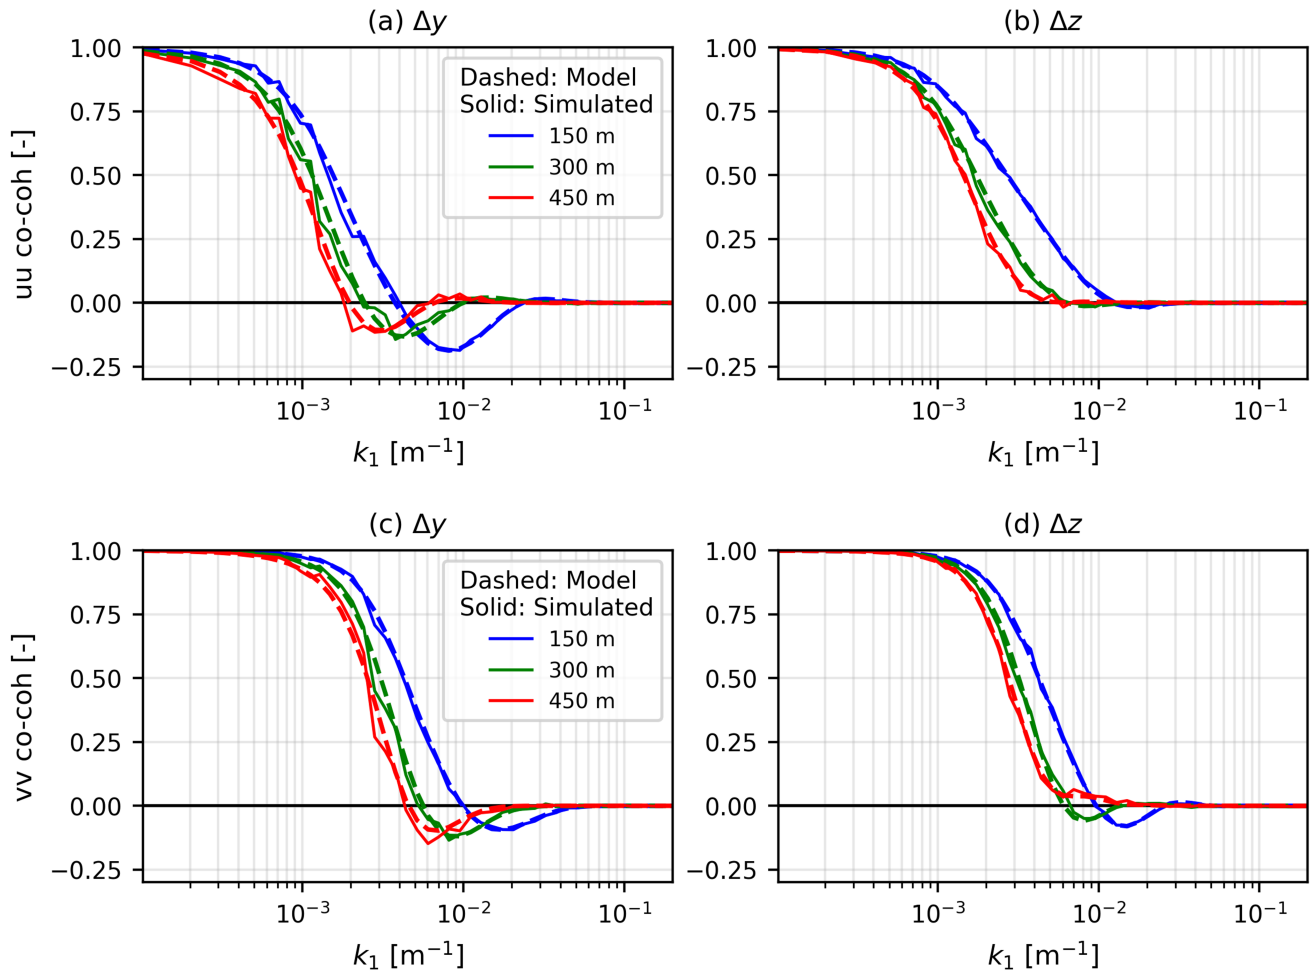 (a) Δy
uu co-coh [-]
1.00
0.75
0.50
0.25
0.00
−0.25
Dashed: Model
Solid: Simulated
150 m
300 m
450 m
10⁻³ 10⁻² 10⁻¹
k₁ [m⁻¹]
(b) Δz
1.00
0.75
0.50
0.25
0.00
−0.25
10⁻³ 10⁻² 10⁻¹
k₁ [m⁻¹]
(c) Δy
vv co-coh [-]
1.00
0.75
0.50
0.25
0.00
−0.25
Dashed: Model
Solid: Simulated
150 m
300 m
450 m
10⁻³ 10⁻² 10⁻¹
k₁ [m⁻¹]
(d) Δz
1.00
0.75
0.50
0.25
0.00
−0.25
10⁻³ 10⁻² 10⁻¹
k₁ [m⁻¹]